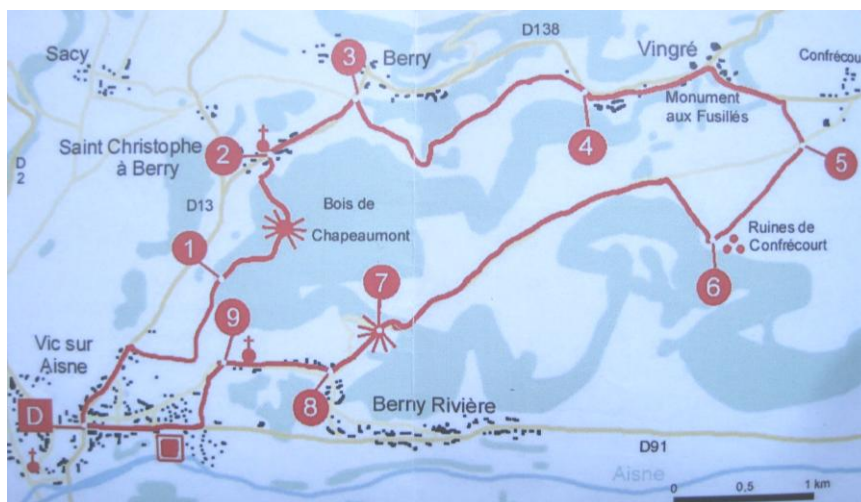 D138
Sacy
3
Berry
Vingré
Confrécou
Monument
aux Fusillés
Saint Christophe
à Berry
2
4
5
D
2
D13
Bois de
Chapeaumont
1
Ruines de
Confrécourt
7
6
9
Vic sur
Aisne
D
8
Berny Rivière
D91
Aisne
0
0,5
1 km